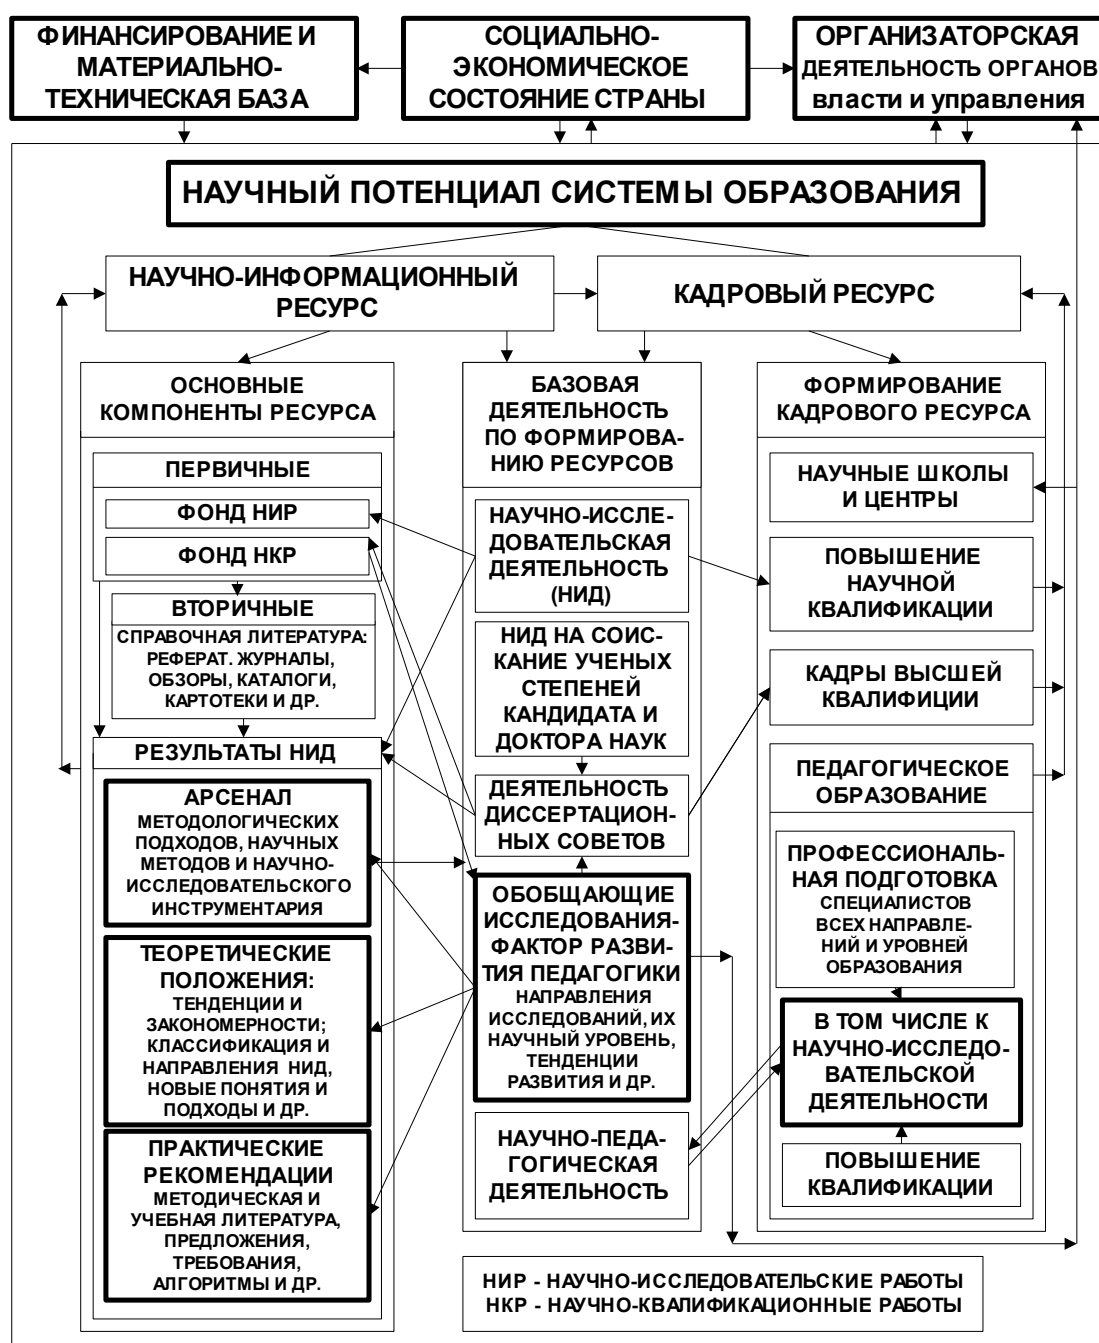 ФИНАНСИРОВАНИЕ И
МАТЕРИАЛЬНО-
ТЕХНИЧЕСКАЯ БАЗА
СОЦИАЛЬНО-
ЭКОНОМИЧЕСКОЕ
СОСТОЯНИЕ СТРАНЫ
ОРГАНИЗАТОРСКАЯ
ДЕЯТЕЛЬНОСТЬ ОРГАНОВ
власти и управления
НАУЧНЫЙ ПОТЕНЦИАЛ СИСТЕМЫ ОБРАЗОВАНИЯ
НАУЧНО-ИНФОРМАЦИОННЫЙ
РЕСУРС
КАДРОВЫЙ РЕСУРС
ОСНОВНЫЕ
КОМПОНЕНТЫ РЕСУРСА
ПЕРВИЧНЫЕ
ФОНД НИР
ФОНД НКР
ВТОРИЧНЫЕ
СПРАВОЧНАЯ ЛИТЕРАТУРА:
РЕФЕРАТ. ЖУРНАЛЫ,
ОБЗОРЫ, КАТАЛОГИ,
КАРТОТЕКИ И ДР.
РЕЗУЛЬТАТЫ НИД
АРСЕНАЛ
МЕТОДОЛОГИЧЕСКИХ
ПОДХОДОВ, НАУЧНЫХ
МЕТОДОВ И НАУЧНО-
ИССЛЕДОВАТЕЛЬСКОГО
ИНСТРУМЕНТАРИЯ
ТЕОРЕТИЧЕСКИЕ
ПОЛОЖЕНИЯ:
ТЕНДЕНЦИИ И
ЗАКОНОМЕРНОСТИ;
КЛАССИФИКАЦИЯ И
НАПРАВЛЕНИЯ НИД,
НОВЫЕ ПОНЯТИЯ И
ПОДХОДЫ И ДР.
ПРАКТИЧЕСКИЕ
РЕКОМЕНДАЦИИ
МЕТОДИЧЕСКАЯ И
УЧЕБНАЯ ЛИТЕРАТУРА,
ПРЕДЛОЖЕНИЯ,
ТРЕБОВАНИЯ,
АЛГОРИТМЫ И ДР.
БАЗОВАЯ
ДЕЯТЕЛЬНОСТЬ
ПО ФОРМИРОВА-
НИЮ РЕСУРСОВ
НАУЧНО-ИССЛЕ-
ДОВАТЕЛЬСКАЯ
ДЕЯТЕЛЬНОСТЬ
(НИД)
НИД НА СОИС-
КАНИЕ УЧЕНЫХ
СТЕПЕНЕЙ
КАНДИДАТА И
ДОКТОРА НАУК
ДЕЯТЕЛЬНОСТЬ
ДИССЕРТАЦИОН-
НЫХ СОВЕТОВ
ОБОБЩАЮЩИЕ
ИССЛЕДОВАНИЯ-
ФАКТОР РАЗВИ-
ТИЯ ПЕДАГОГИКИ
НАПРАВЛЕНИЯ
ИССЛЕДОВАНИЙ, ИХ
НАУЧНЫЙ УРОВЕНЬ,
ТЕНДЕНЦИИ
РАЗВИТИЯ И ДР.
НАУЧНО-ПЕДА-
ГОГИЧЕСКАЯ
ДЕЯТЕЛЬНОСТЬ
ФОРМИРОВАНИЕ
КАДРОВОГО РЕСУРСА
НАУЧНЫЕ ШКОЛЫ
И ЦЕНТРЫ
ПОВЫШЕНИЕ
НАУЧНОЙ
КВАЛИФИКАЦИИ
КАДРЫ ВЫСШЕЙ
КВАЛИФИЦИИ
ПЕДАГОГИЧЕСКОЕ
ОБРАЗОВАНИЕ
ПРОФЕССИОНАЛЬ-
НАЯ ПОДГОТОВКА
СПЕЦИАЛИСТОВ
ВСЕХ НАПРАВЛЕ-
НИЙ И УРОВНЕЙ
ОБРАЗОВАНИЯ
В ТОМ ЧИСЛЕ К
НАУЧНО-ИССЛЕДО-
ВАТЕЛЬСКОЙ
ДЕЯТЕЛЬНОСТИ
ПОВЫШЕНИЕ
КВАЛИФИКАЦИИ
НИР - НАУЧНО-ИССЛЕДОВАТЕЛЬСКИЕ РАБОТЫ
НКР - НАУЧНО-КВАЛИФИКАЦИОННЫЕ РАБОТЫ